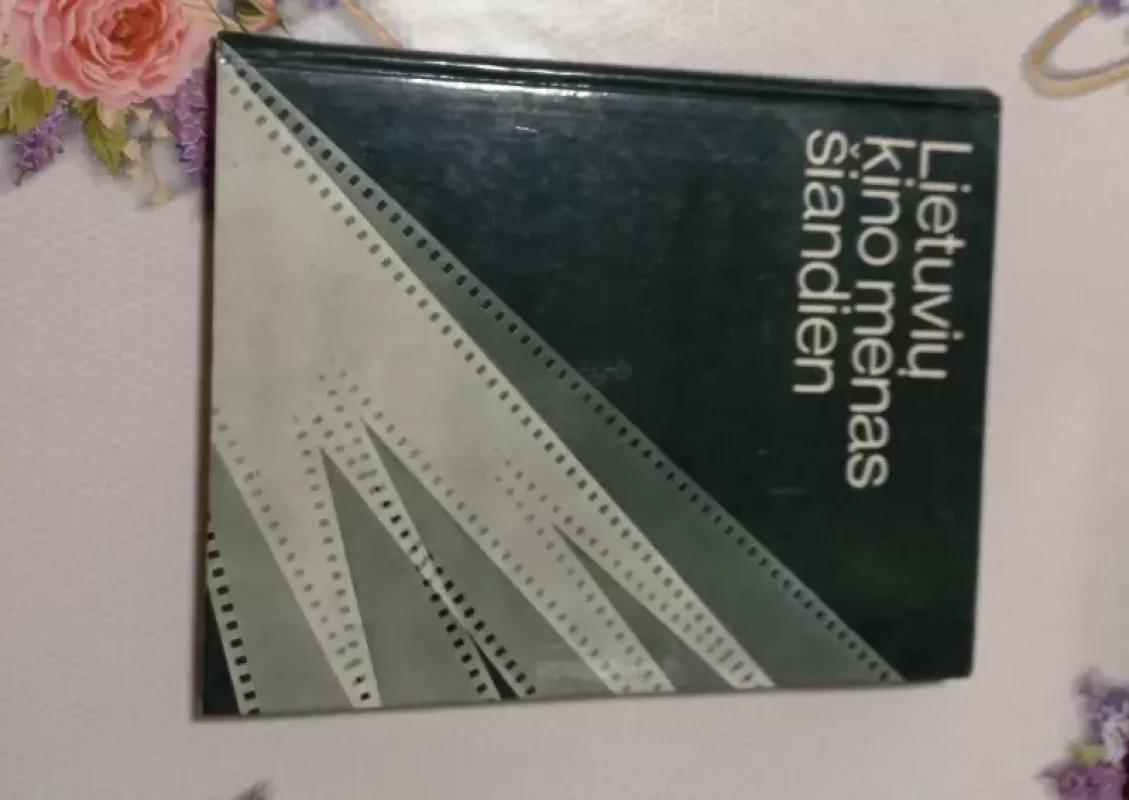 Lietuvių
kino menas
šiandien